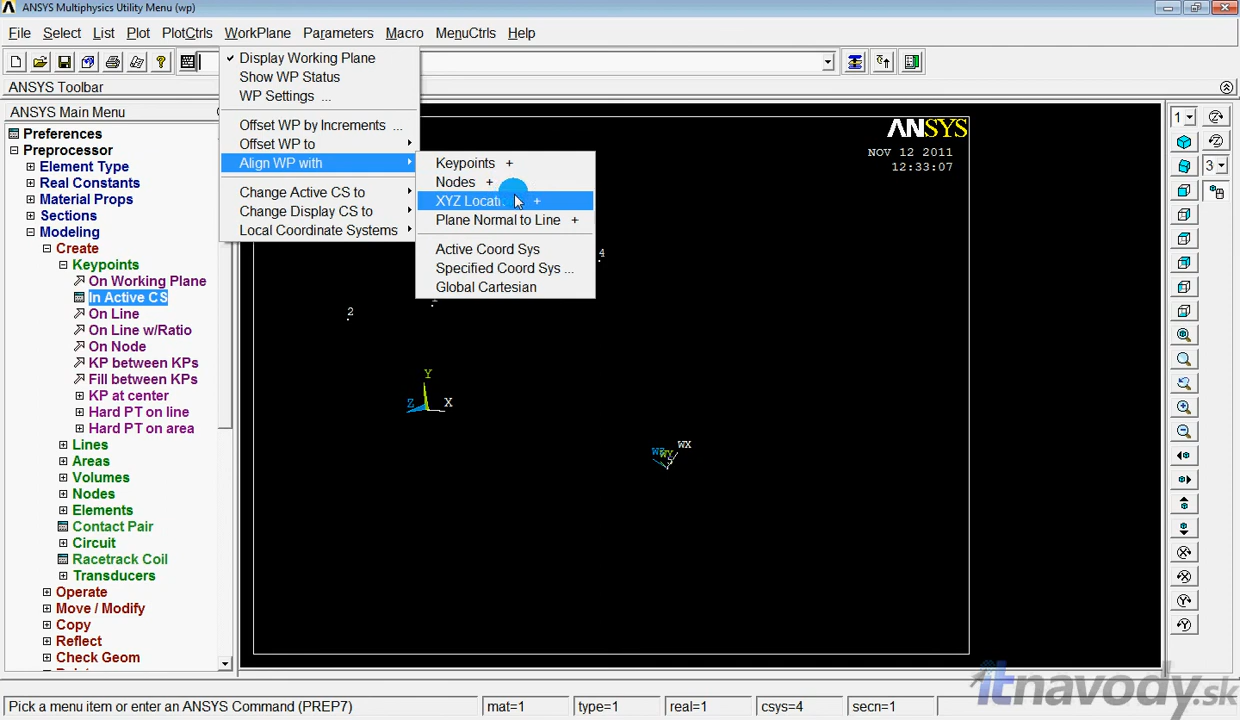 ANSYS Multiphysics Utility Menu (wp)
File Select List Plot PlotCtrls WorkPlane Parameters Macro MenuCtrls Help
ANSYS Toolbar
Display Working Plane
Show WP Status
WP Settings ...
Offset WP by Increments ...
Offset WP to
Align WP with
Change Active CS to
Change Display CS to
Local Coordinate Systems
Keypoints +
Nodes +
XYZ Locati +
Plane Normal to Line +
Active Coord Sys
Specified Coord Sys ...
Global Cartesian
ANSYS Main Menu
Preferences
Preprocessor
Element Type
Real Constants
Material Props
Sections
Modeling
Create
Keypoints
On Working Plane
In Active CS
On Line
On Line w/Ratio
On Node
KP between KPs
Fill between KPs
KP at center
Hard PT on line
Hard PT on area
Lines
Areas
Volumes
Nodes
Elements
Contact Pair
Circuit
Racetrack Coil
Transducers
Operate
Move / Modify
Copy
Reflect
Check Geom
ANSYS
NOV 12 2011
12:33:07
1
3
4
2
Y
Z X
WX
WY
Pick a menu item or enter an ANSYS Command (PREP7)
mat=1
type=1
real=1
csys=4
secn=1
itnavody.sk